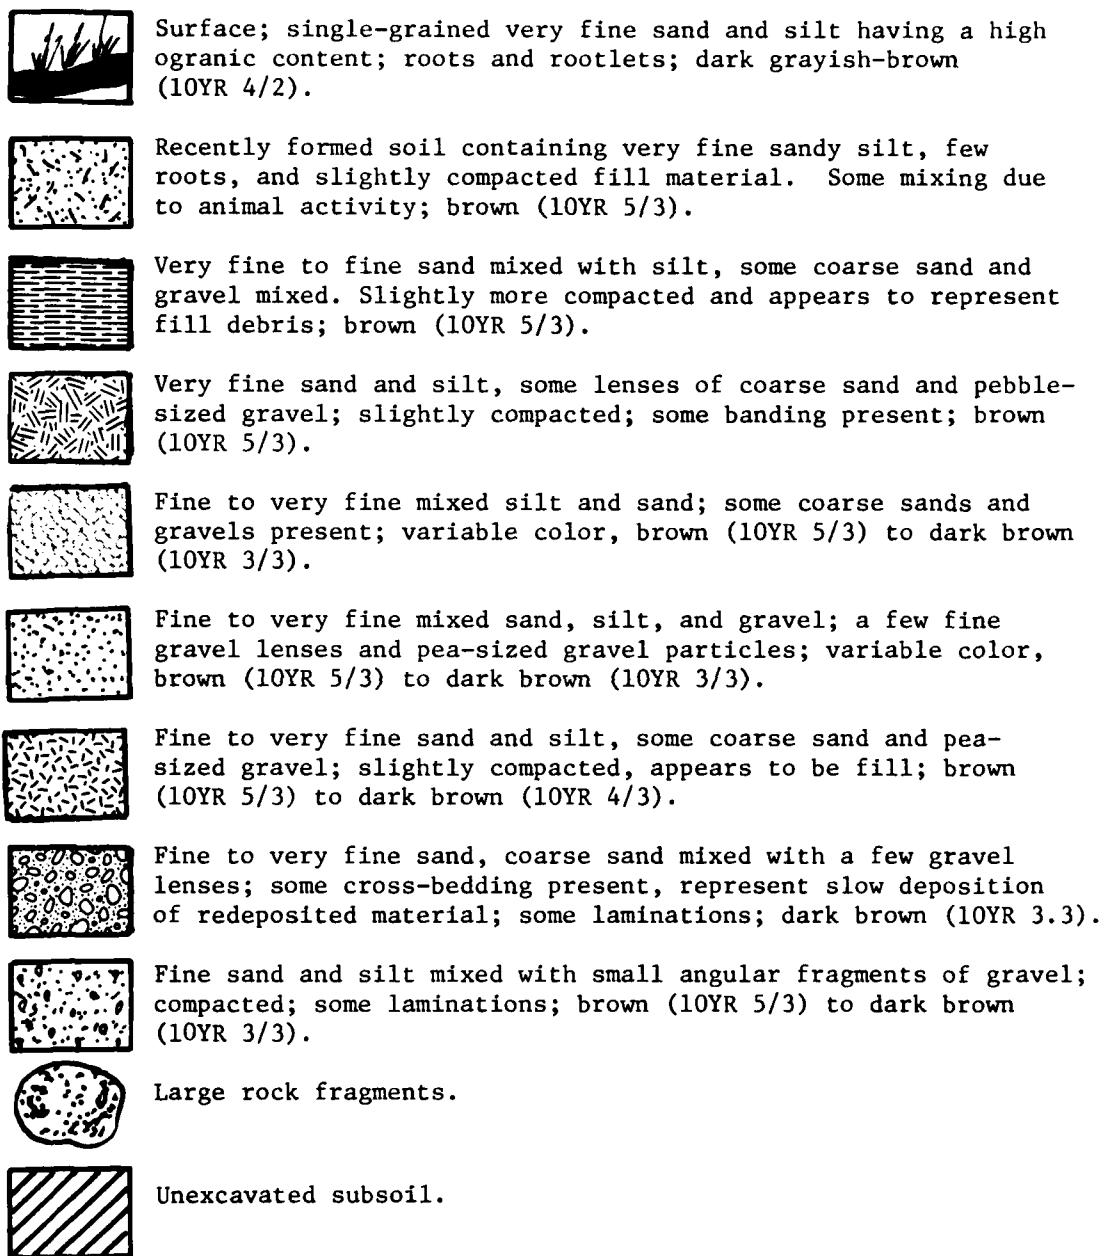 Surface; single-grained very fine sand and silt having a high
ogranic content; roots and rootlets; dark grayish-brown
(10YR 4/2).
Recently formed soil containing very fine sandy silt, few
roots, and slightly compacted fill material. Some mixing due
to animal activity; brown (10YR 5/3).
Very fine to fine sand mixed with silt, some coarse sand and
gravel mixed. Slightly more compacted and appears to represent
fill debris; brown (10YR 5/3).
Very fine sand and silt, some lenses of coarse sand and pebble-
sized gravel; slightly compacted; some banding present; brown
(10YR 5/3).
Fine to very fine mixed silt and sand; some coarse sands and
gravels present; variable color, brown (10YR 5/3) to dark brown
(10YR 3/3).
Fine to very fine mixed sand, silt, and gravel; a few fine
gravel lenses and pea-sized gravel particles; variable color,
brown (10YR 5/3) to dark brown (10YR 3/3).
Fine to very fine sand and silt, some coarse sand and pea-
sized gravel; slightly compacted, appears to be fill; brown
(10YR 5/3) to dark brown (10YR 4/3).
Fine to very fine sand, coarse sand mixed with a few gravel
lenses; some cross-bedding present, represent slow deposition
of redeposited material; some laminations; dark brown (10YR 3.3).
Fine sand and silt mixed with small angular fragments of gravel;
compacted; some laminations; brown (10YR 5/3) to dark brown
(10YR 3/3).
Large rock fragments.
Unexcavated subsoil.